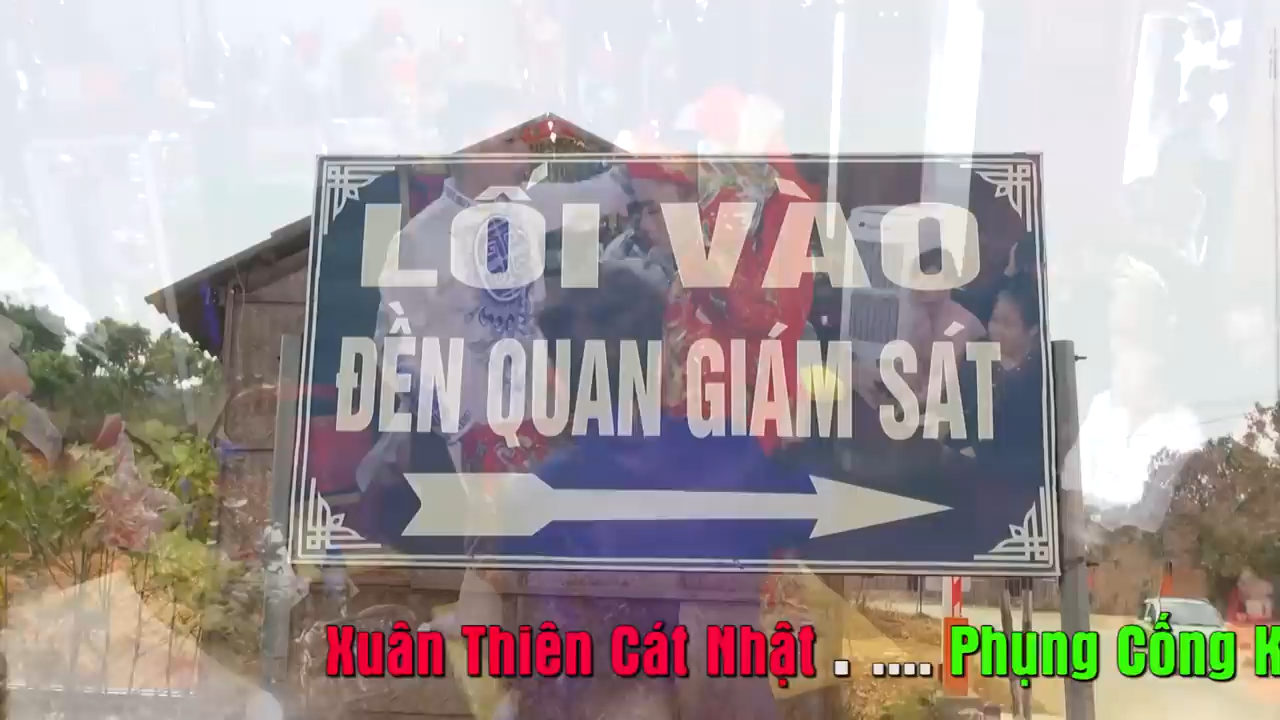 LỐI VÀO
ĐỀN QUAN GIÁM SÁT
Xuân Thiên Cát Nhật . .... Phụng Cống K